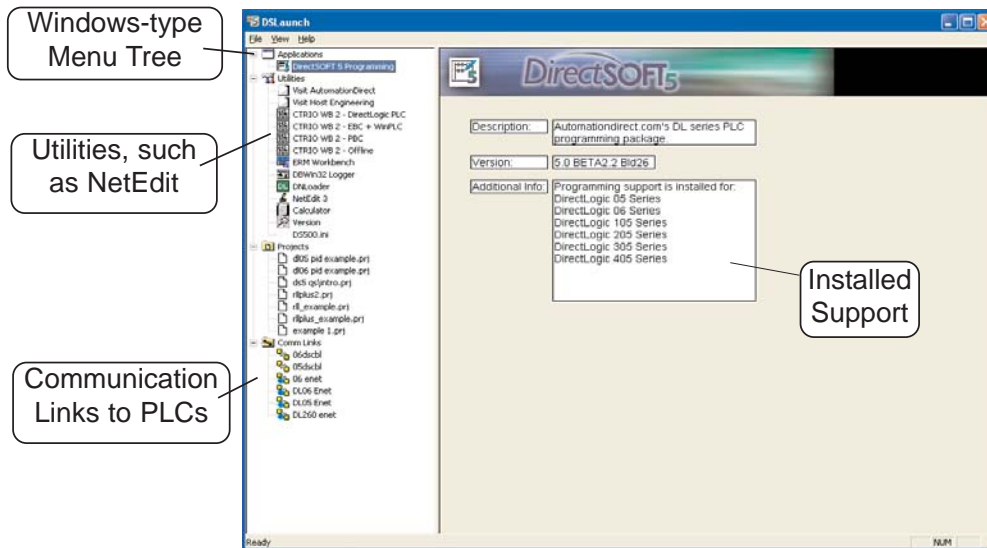 Windows-type
Menu Tree
Utilities, such
as NetEdit
Communication
Links to PLCs
DSLaunch
File View Help
Applications
DirectSOFT 5 Programming
Utilities
Visit AutomationDirect
Visit Host Engineering
CTRIO WB 2 - DirectLogic PLC
CTRIO WB 2 - EBC + WinPLC
CTRIO WB 2 - PBC
CTRIO WB 2 - Offline
ERM Workbench
DBWin32 Logger
DNLoader
NetEdit 3
Calculator
Version
DS500.ini
Projects
dl05 pid example.prj
dl06 pid example.prj
ds5 qs\intro.prj
rllplus2.prj
rll_example.prj
rllplus_example.prj
example 1.prj
Comm Links
06dscbl
05dscbl
06 enet
DL06 Enet
DL05 Enet
DL260 enet
Ready
DirectSOFT5
Description: Automationdirect.com's DL series PLC
programming package.
Version: 5.0 BETA2.2 Bld26
Additional Info: Programming support is installed for:
DirectLogic 05 Series
DirectLogic 06 Series
DirectLogic 105 Series
DirectLogic 205 Series
DirectLogic 305 Series
DirectLogic 405 Series
Installed
Support
NUM